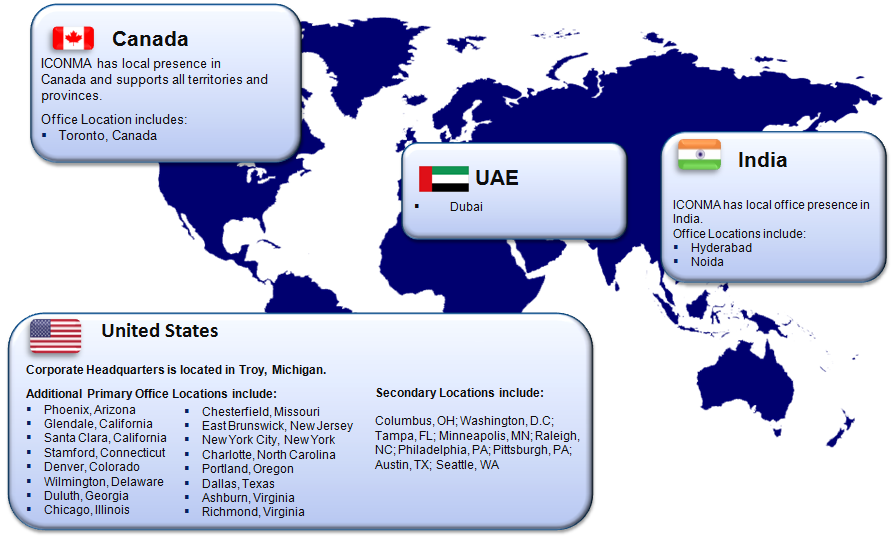 Canada
ICONMA has local presence in
Canada and supports all territories and
provinces.
Office Location includes:
▪ Toronto, Canada
UAE
▪ Dubai
India
ICONMA has local office presence in
India.
Office Locations include:
▪ Hyderabad
▪ Noida
United States
Corporate Headquarters is located in Troy, Michigan.
Additional Primary Office Locations include:
▪ Phoenix, Arizona
▪ Glendale, California
▪ Santa Clara, California
▪ Stamford, Connecticut
▪ Denver, Colorado
▪ Wilmington, Delaware
▪ Duluth, Georgia
▪ Chicago, Illinois
▪ Chesterfield, Missouri
▪ East Brunswick, New Jersey
▪ New York City, New York
▪ Charlotte, North Carolina
▪ Portland, Oregon
▪ Dallas, Texas
▪ Ashburn, Virginia
▪ Richmond, Virginia
Secondary Locations include:
Columbus, OH; Washington, D.C;
Tampa, FL; Minneapolis, MN; Raleigh,
NC; Philadelphia, PA; Pittsburgh, PA;
Austin, TX; Seattle, WA